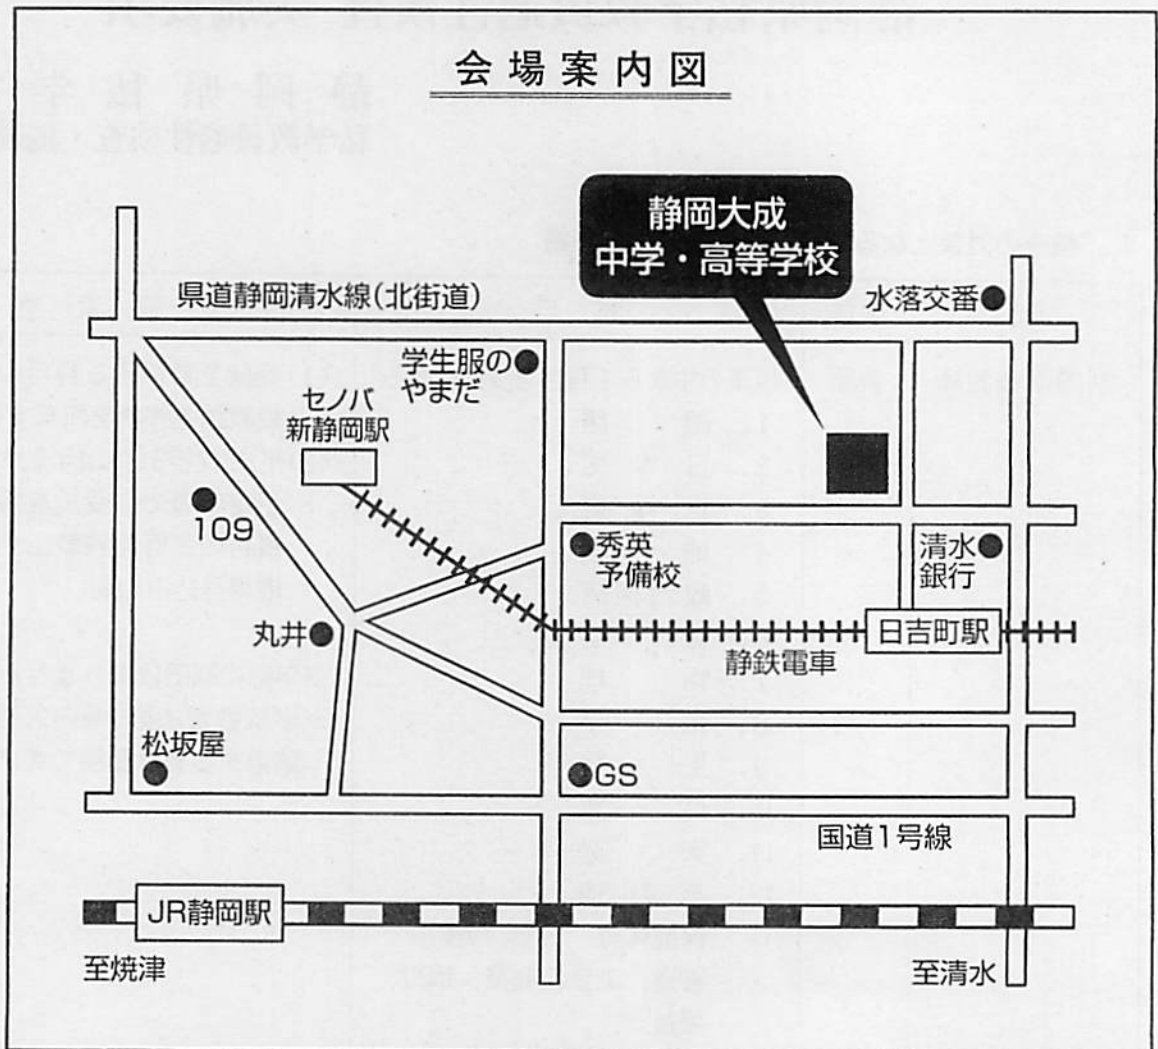 会場案内図
静岡大成
中学・高等学校
県道静岡清水線(北街道)
水落交番
学生服の
やまだ
セノバ
新静岡駅
109
秀英
予備校
清水
銀行
丸井
日吉町駅
静鉄電車
松坂屋
GS
国道1号線
JR静岡駅
至焼津
至清水